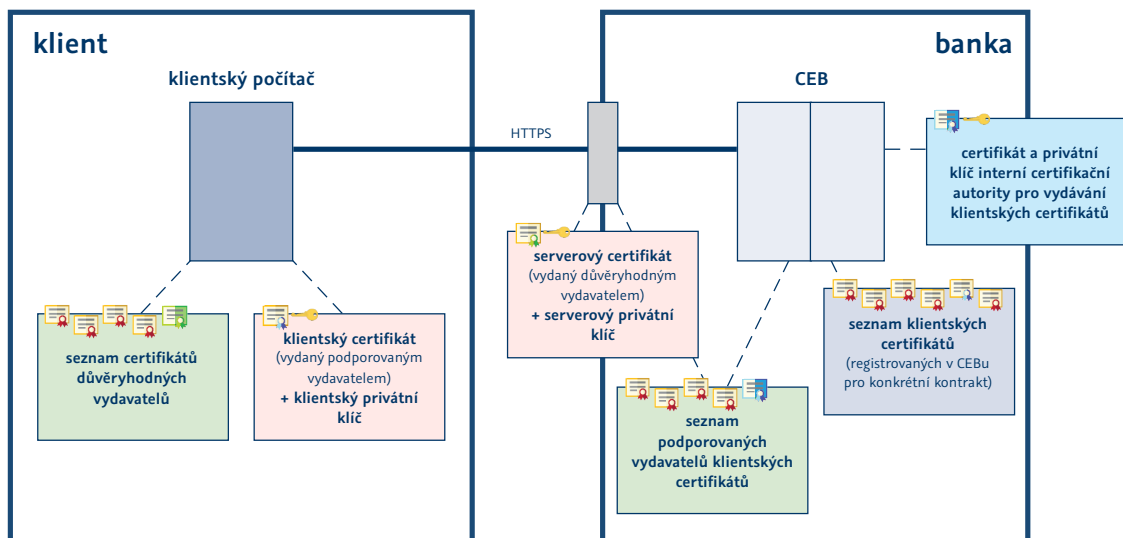 klient
klientský počítač
HTTPS
banka
CEB
certifikát a privátní
klíč interní certifikační
autority pro vydávání
klientských certifikátů
serverový certifikát
(vydaný důvěryhodným
vydavatelem)
+ serverový privátní
klíč
seznam klientských
certifikátů
(registrovaných v CEBu
pro konkrétní kontrakt)
seznam certifikátů
důvěryhodných
vydavatelů
klientský certifikát
(vydaný podporovaným
vydavatelem)
+ klientský privátní
klíč
seznam
podporovaných
vydavatelů klientských
certifikátů